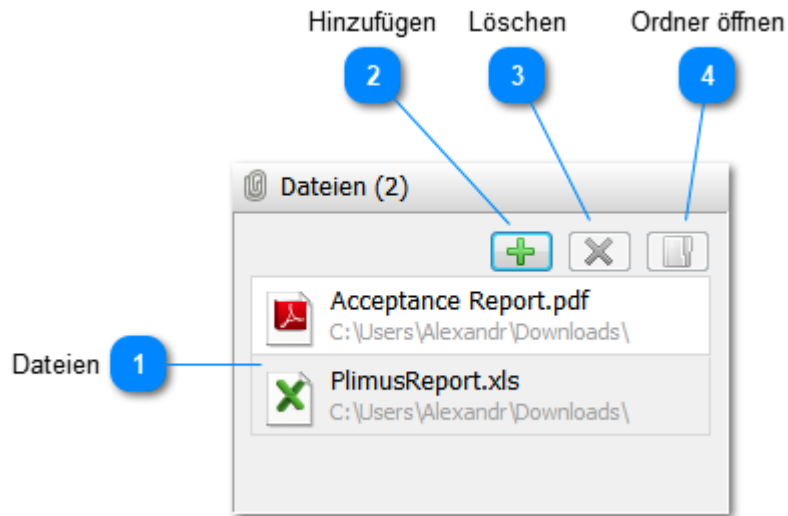 Hinzufügen Löschen Ordner öffnen
2 3 4
Dateien (2)
Acceptance Report.pdf
C:\Users\Alexandr\Downloads\
Dateien 1
PlimusReport.xls
C:\Users\Alexandr\Downloads\